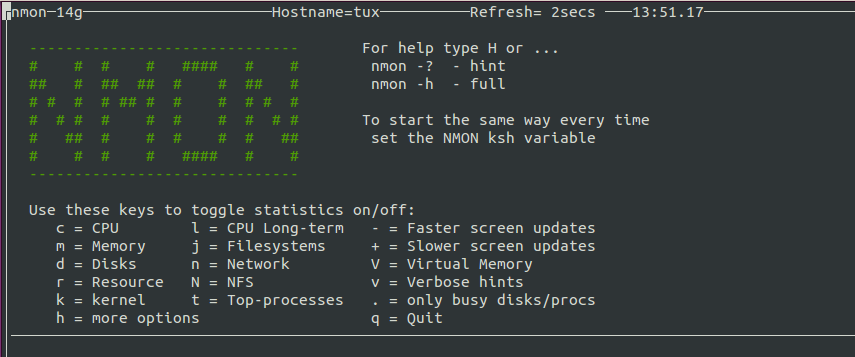 nmon─14g─────────────────────Hostname=tux──────────Refresh= 2secs ───13:51.17─
------------------------------        For help type H or ...
#    #  #    #   ####   #    #         nmon -?  - hint
##   #  ##  ##  #    #  ##   #         nmon -h  - full
# #  #  # ## #  #    #  # #  #
#  # #  #    #  #    #  #  # #        To start the same way every time
#   ##  #    #  #    #  #   ##         set the NMON ksh variable
#    #  #    #   ####   #    #
------------------------------
Use these keys to toggle statistics on/off:
c = CPU        l = CPU Long-term   - = Faster screen updates
m = Memory     j = Filesystems     + = Slower screen updates
d = Disks      n = Network         V = Virtual Memory
r = Resource   N = NFS             v = Verbose hints
k = kernel     t = Top-processes   . = only busy disks/procs
h = more options                   q = Quit